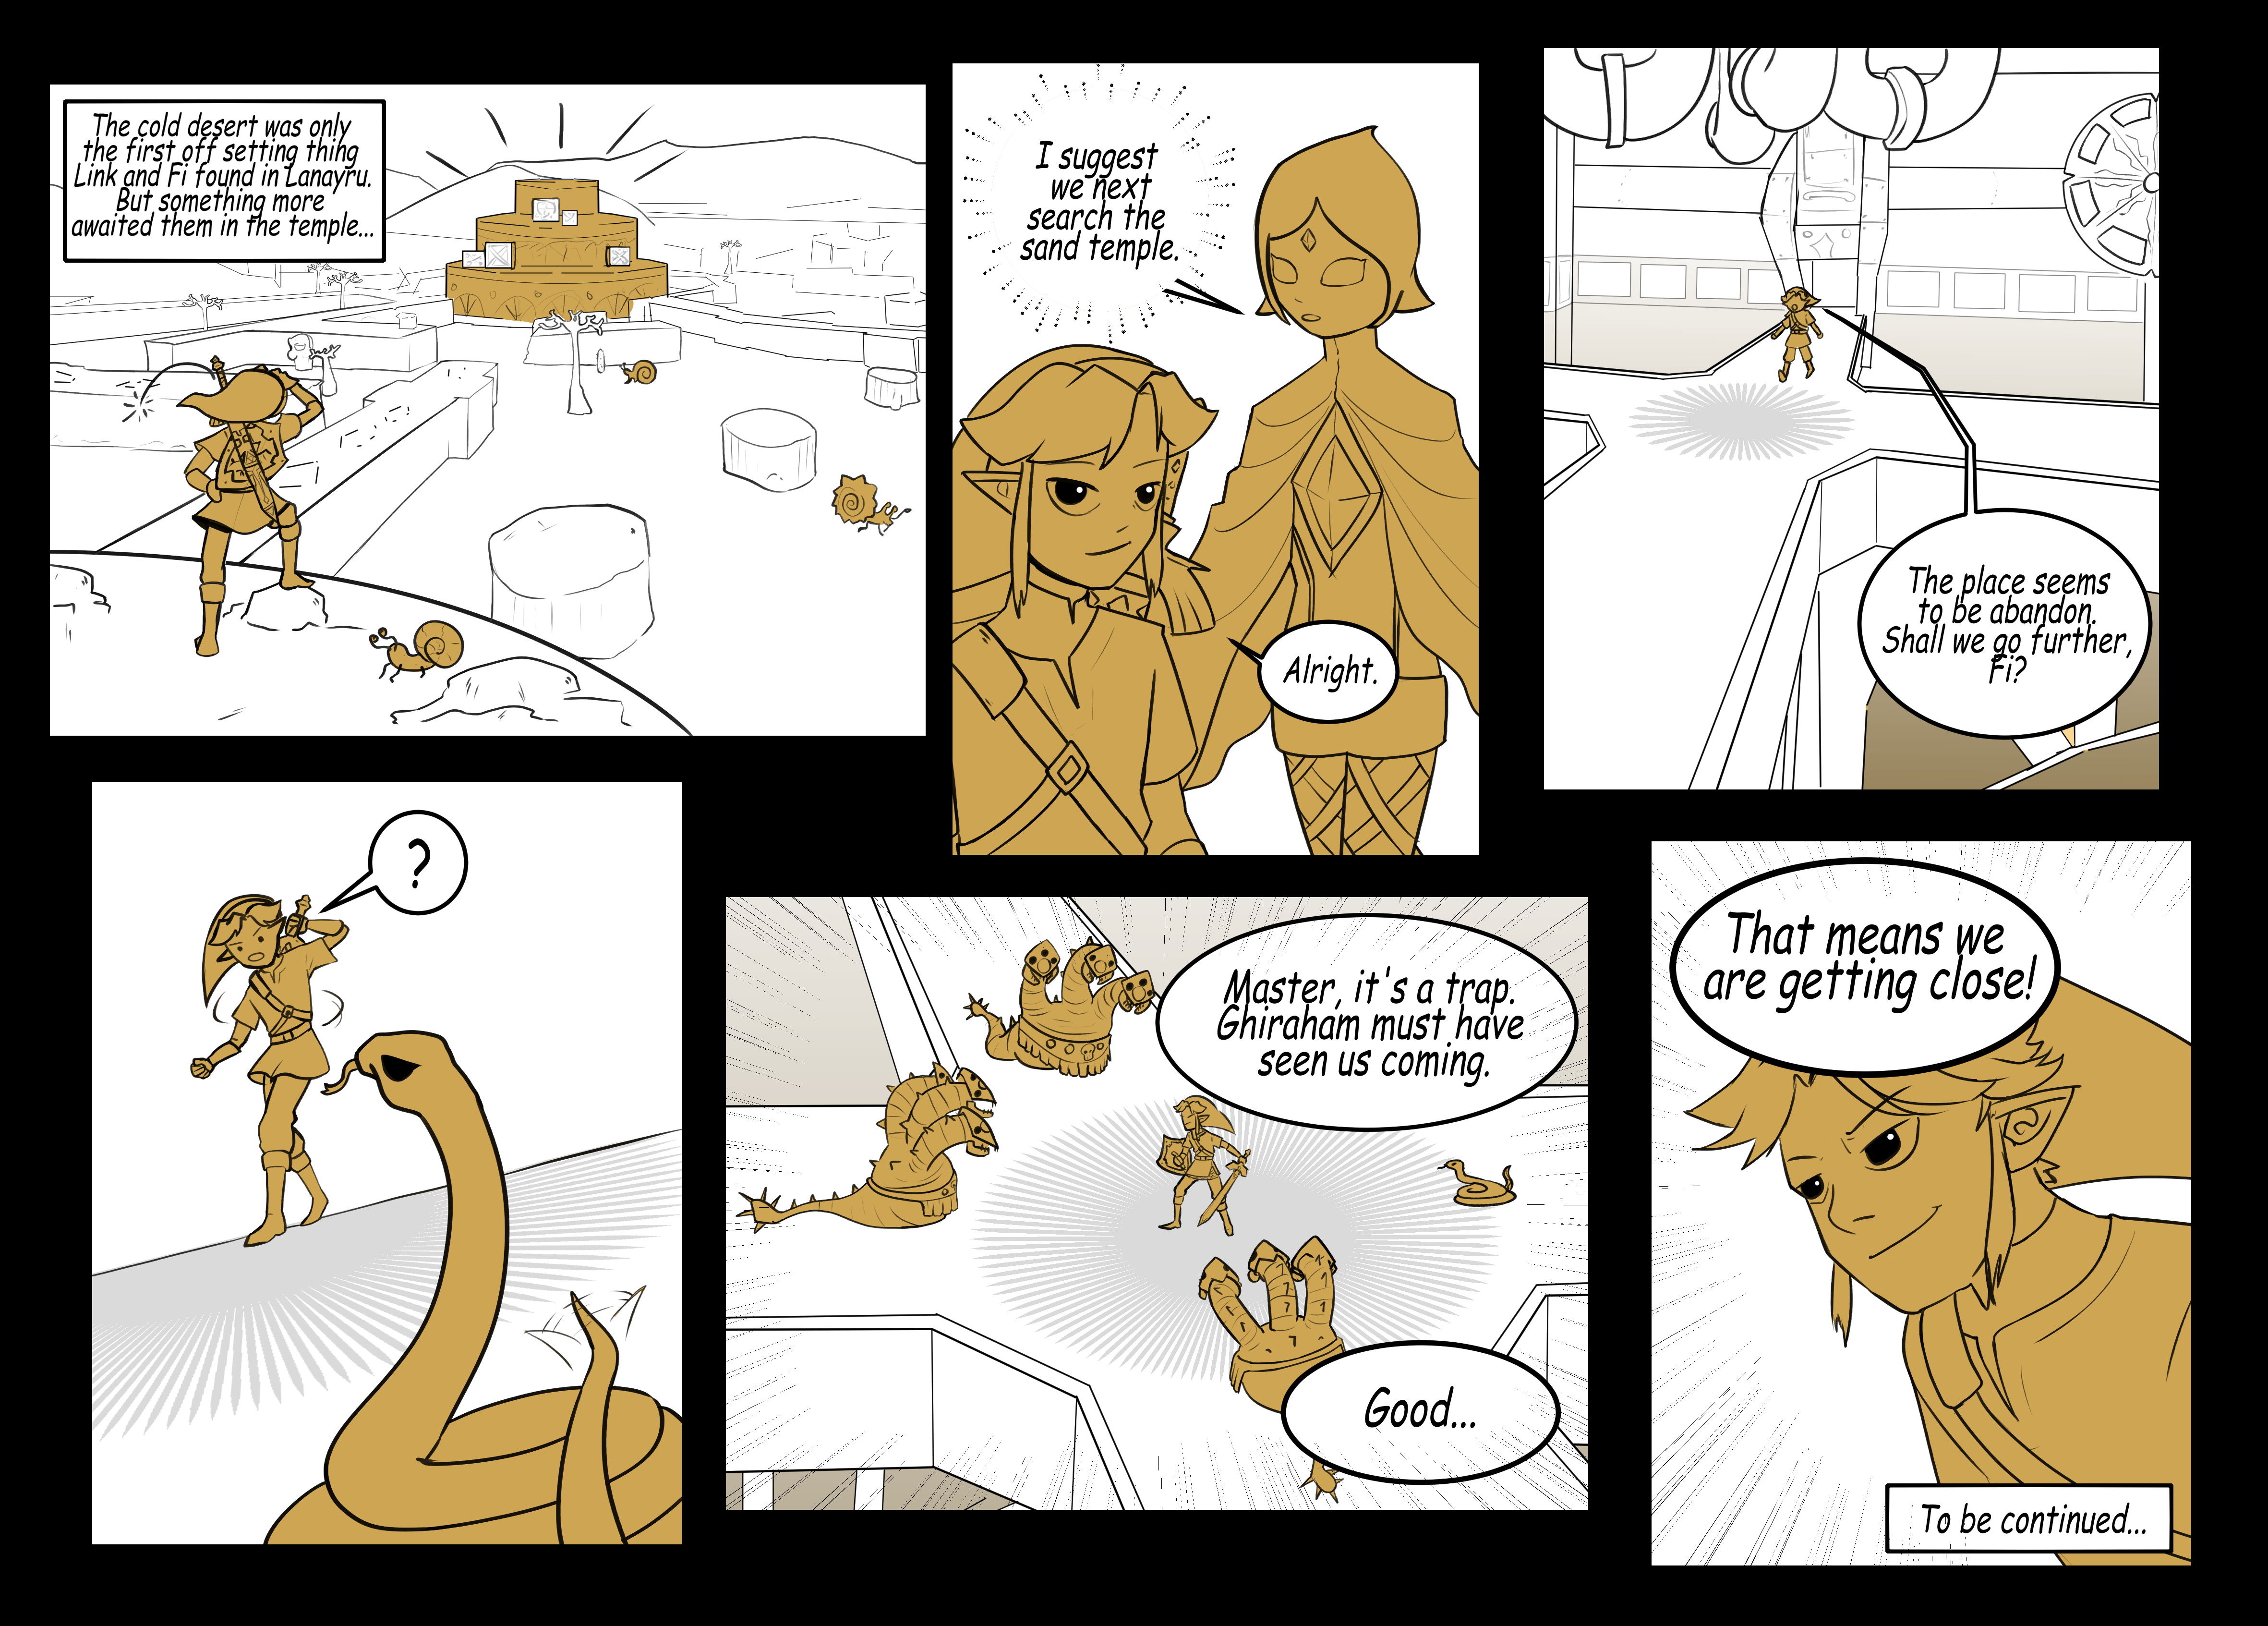 The cold desert was only
the first off setting thing
Link and Fi found in Lanayru.
But something more
awaited them in the temple...
I suggest
we next
search the
sand temple.
Alright.
The place seems
to be abandon.
Shall we go further,
Fi?
?
Master, it's a trap.
Ghiraham must have
seen us coming.
Good...
That means we
are getting close!
To be continued...